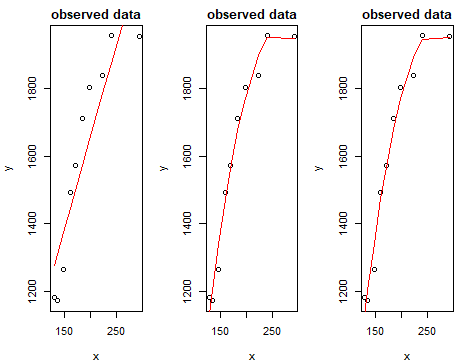 observed data observed data observed data
1800 1800 1800
y y y
1600 1600 1600
1400 1400 1400
1200 1200 1200
150 250 150 250 150 250
x x x